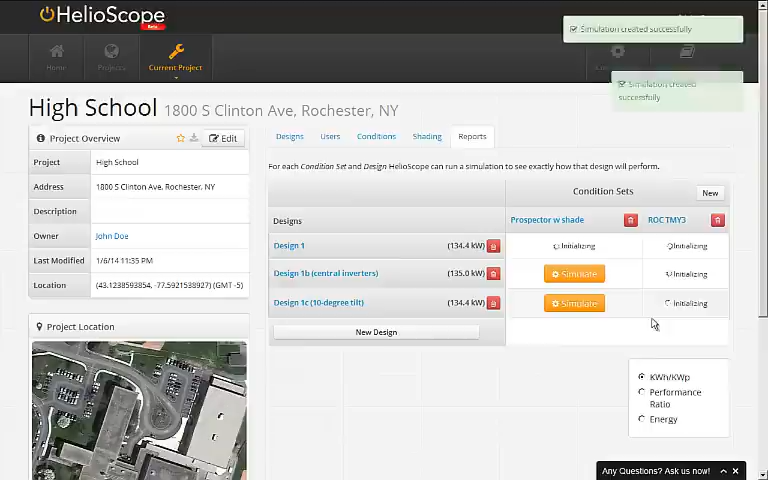 HelioScope
Beta
Simulation created successfully
Simulation created
successfully
Home
Projects
Current Project
High School 1800 S Clinton Ave, Rochester, NY
Project Overview
Edit
Project High School
Address 1800 S Clinton Ave, Rochester, NY
Description
Owner John Doe
Last Modified 1/6/14 11:35 PM
Location (43.1238593854, -77.5921538927) (GMT -5)
Project Location
Designs Users Conditions Shading Reports
For each Condition Set and Design HelioScope can run a simulation to see exactly how that design will perform.
Condition Sets New
Designs Prospector w shade ROC TMY3
Design 1 (134.4 kW) Initializing Initializing
Design 1b (central inverters) (135.0 kW) Simulate Initializing
Design 1c (10-degree tilt) (134.4 kW) Simulate Initializing
New Design
KWh/KWp
Performance
Ratio
Energy
Any Questions? Ask us now!